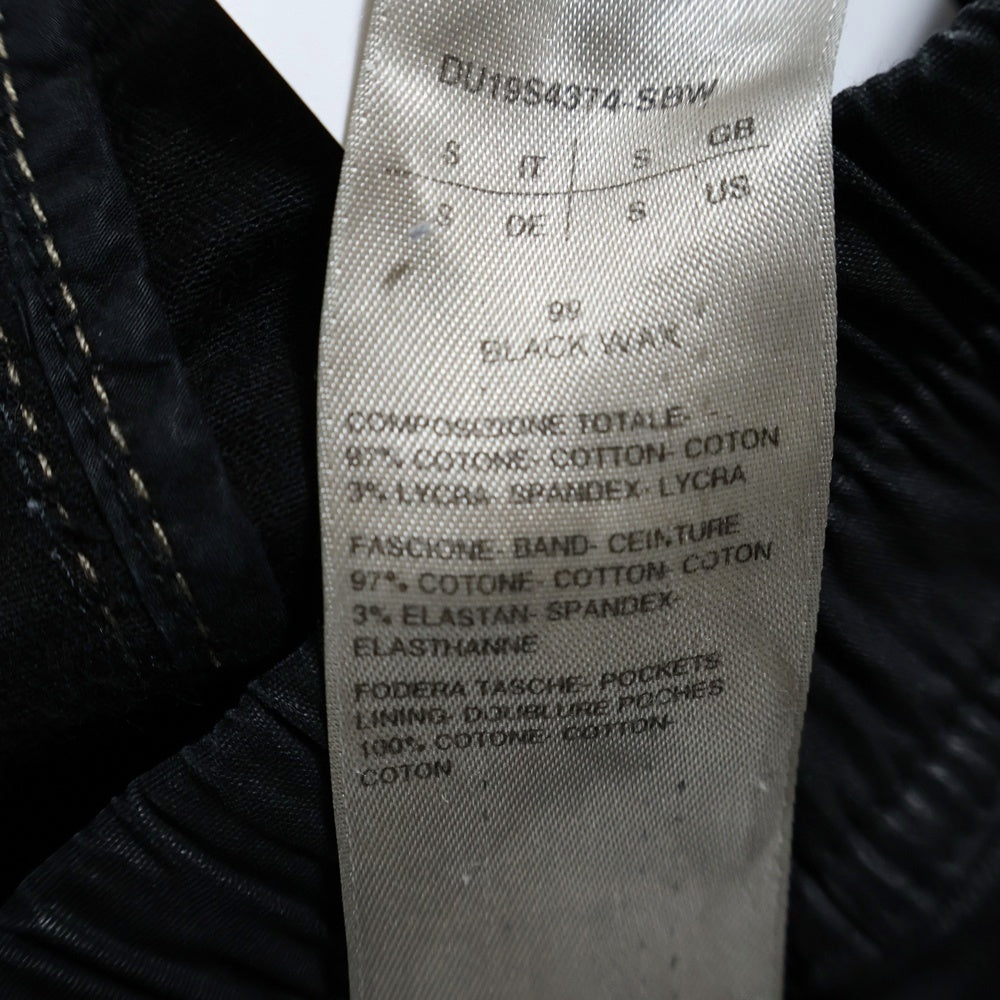 DU19S4374-SBW
S IT S GB
S DE S US
99
BLACK WAX
COMPOSIZIONE TOTALE-
97% COTONE- COTTON- COTON
3% LYCRA- SPANDEX- LYCRA
FASCIONE- BAND- CEINTURE
97% COTONE- COTTON- COTON
3% ELASTAN- SPANDEX-
ELASTHANNE
FODERA TASCHE- POCKETS
LINING- DOUBLURE POCHES
100% COTONE- COTTON-
COTON